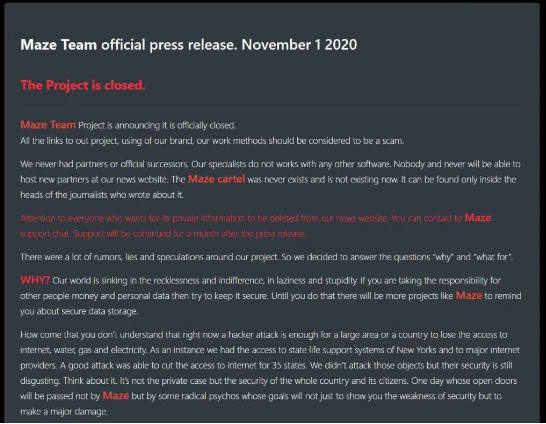 Maze Team official press release. November 1 2020
The Project is closed.
Maze Team Project is announcing it is officially closed.
All the links to out project, using of our brand, our work methods should be considered to be a scam.
We never had partners or official successors. Our specialists do not works with any other software. Nobody and never will be able to
host new partners at our news website. The Maze cartel was never exists and is not existing now. It can be found only inside the
heads of the journalists who wrote about it.
Attention to everyone who wants for its private information to be deleted from our news website. You can contact to Maze
support chat. Support will be continued for a month after the press release.
There were a lot of rumors, lies and speculations around our project. So we decided to answer the questions “why” and “what for”.
WHY? Our world is sinking in the recklessness and indifference, in laziness and stupidity. If you are taking the responsibility for
other people money and personal data then try to keep it secure. Until you do that there will be more projects like Maze to remind
you about secure data storage.
How come that you don’t understand that right now a hacker attack is enough for a large area or a country to lose the access to
internet, water, gas and electricity. As an instance we had the access to state life support systems of New Yorks and to major internet
providers. A good attack was able to cut the access to internet for 35 states. We didn’t attack those objects but their security is still
disgusting. Think about it. It’s not the private case but the security of the whole country and its citizens. One day whose open doors
will be passed not by Maze but by some radical psychos whose goals will not just to show you the weakness of security but to
make a major damage.